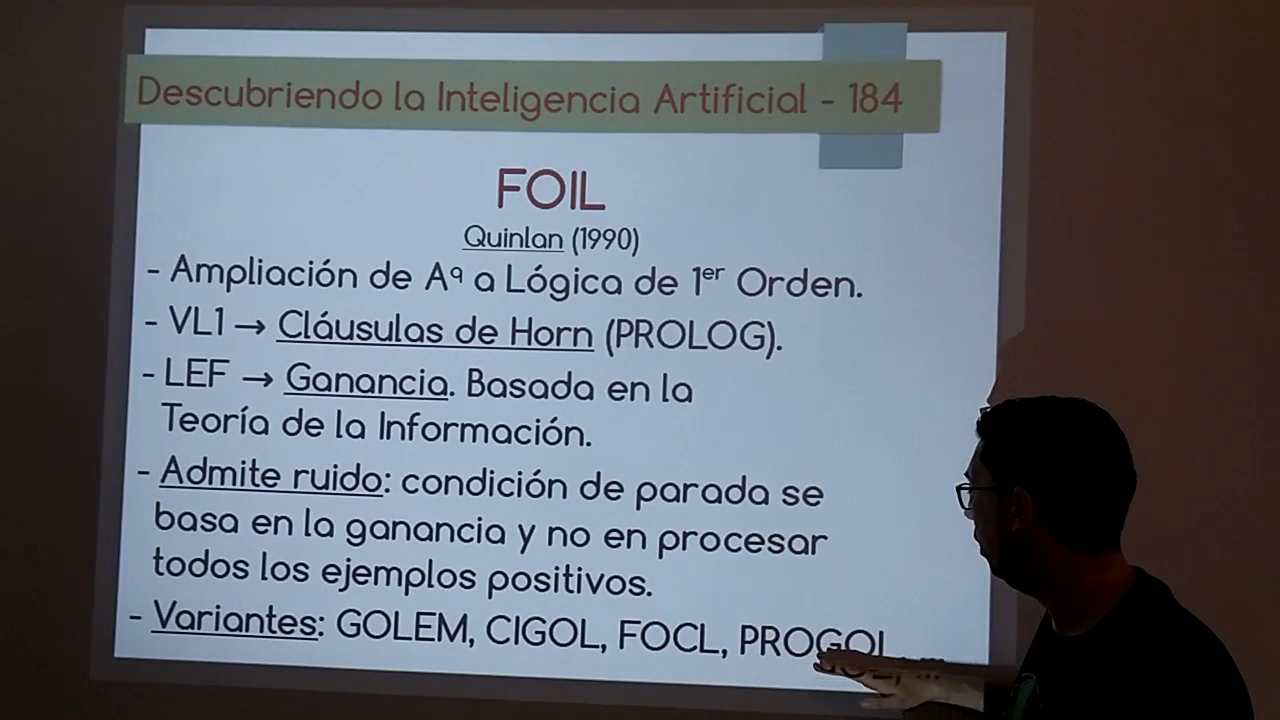 Descubriendo la Inteligencia Artificial - 184
FOIL
Quinlan (1990)
- Ampliación de Aq a Lógica de 1er Orden.
- VL1 → Cláusulas de Horn (PROLOG).
- LEF → Ganancia. Basada en la
Teoría de la Información.
- Admite ruido: condición de parada se
basa en la ganancia y no en procesar
todos los ejemplos positivos.
- Variantes: GOLEM, CIGOL, FOCL, PROGOL, ...